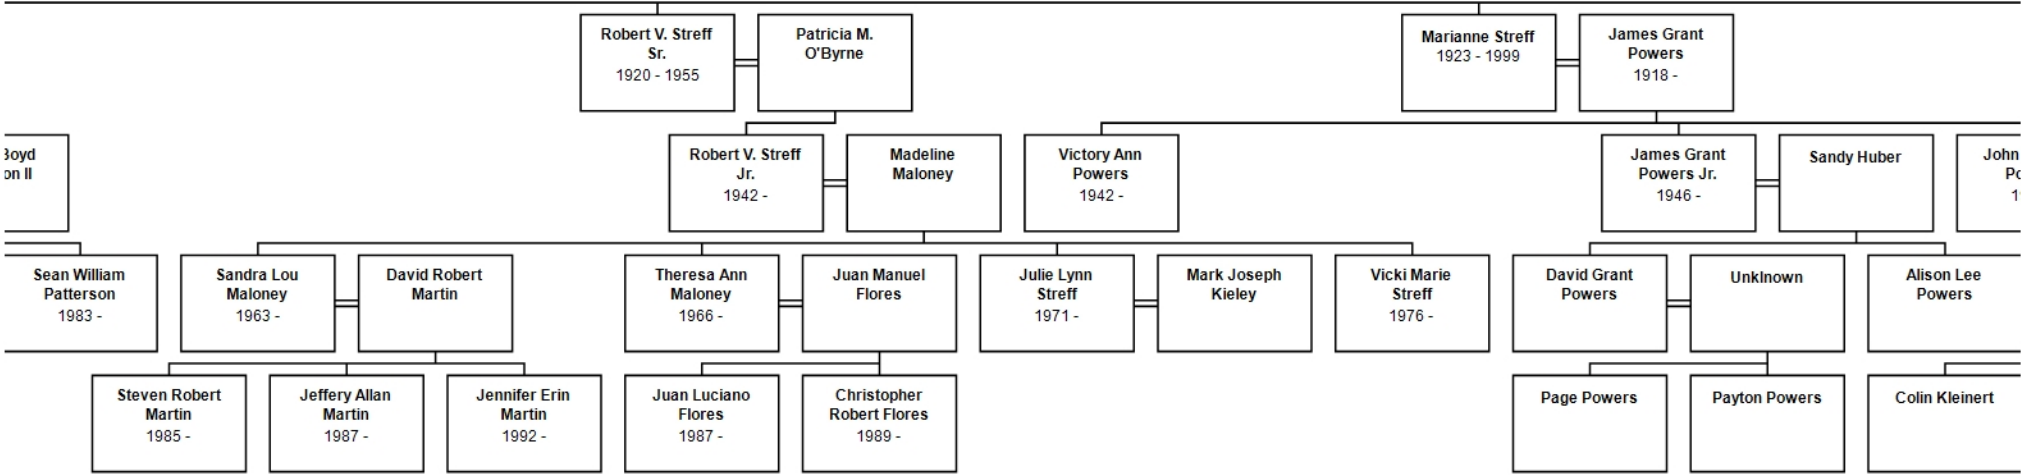 Robert V. Streff
Sr.
1920 - 1955
Patricia M.
O'Byrne
Marianne Streff
1923 - 1999
James Grant
Powers
1918 -
on II
Robert V. Streff
Jr.
1942 -
Madeline
Maloney
Victory Ann
Powers
1942 -
James Grant
Powers Jr.
1946 -
Sandy Huber
John
Sean William
Patterson
1983 -
Sandra Lou
Maloney
1963 -
David Robert
Martin
Theresa Ann
Maloney
1966 -
Juan Manuel
Flores
Julie Lynn
Streff
1971 -
Mark Joseph
Kieley
Vicki Marie
Streff
1976 -
David Grant
Powers
Unklnown
Alison Lee
Powers
Steven Robert
Martin
1985 -
Jeffery Allan
Martin
1987 -
Jennifer Erin
Martin
1992 -
Juan Luciano
Flores
1987 -
Christopher
Robert Flores
1989 -
Page Powers
Payton Powers
Colin Kleinert